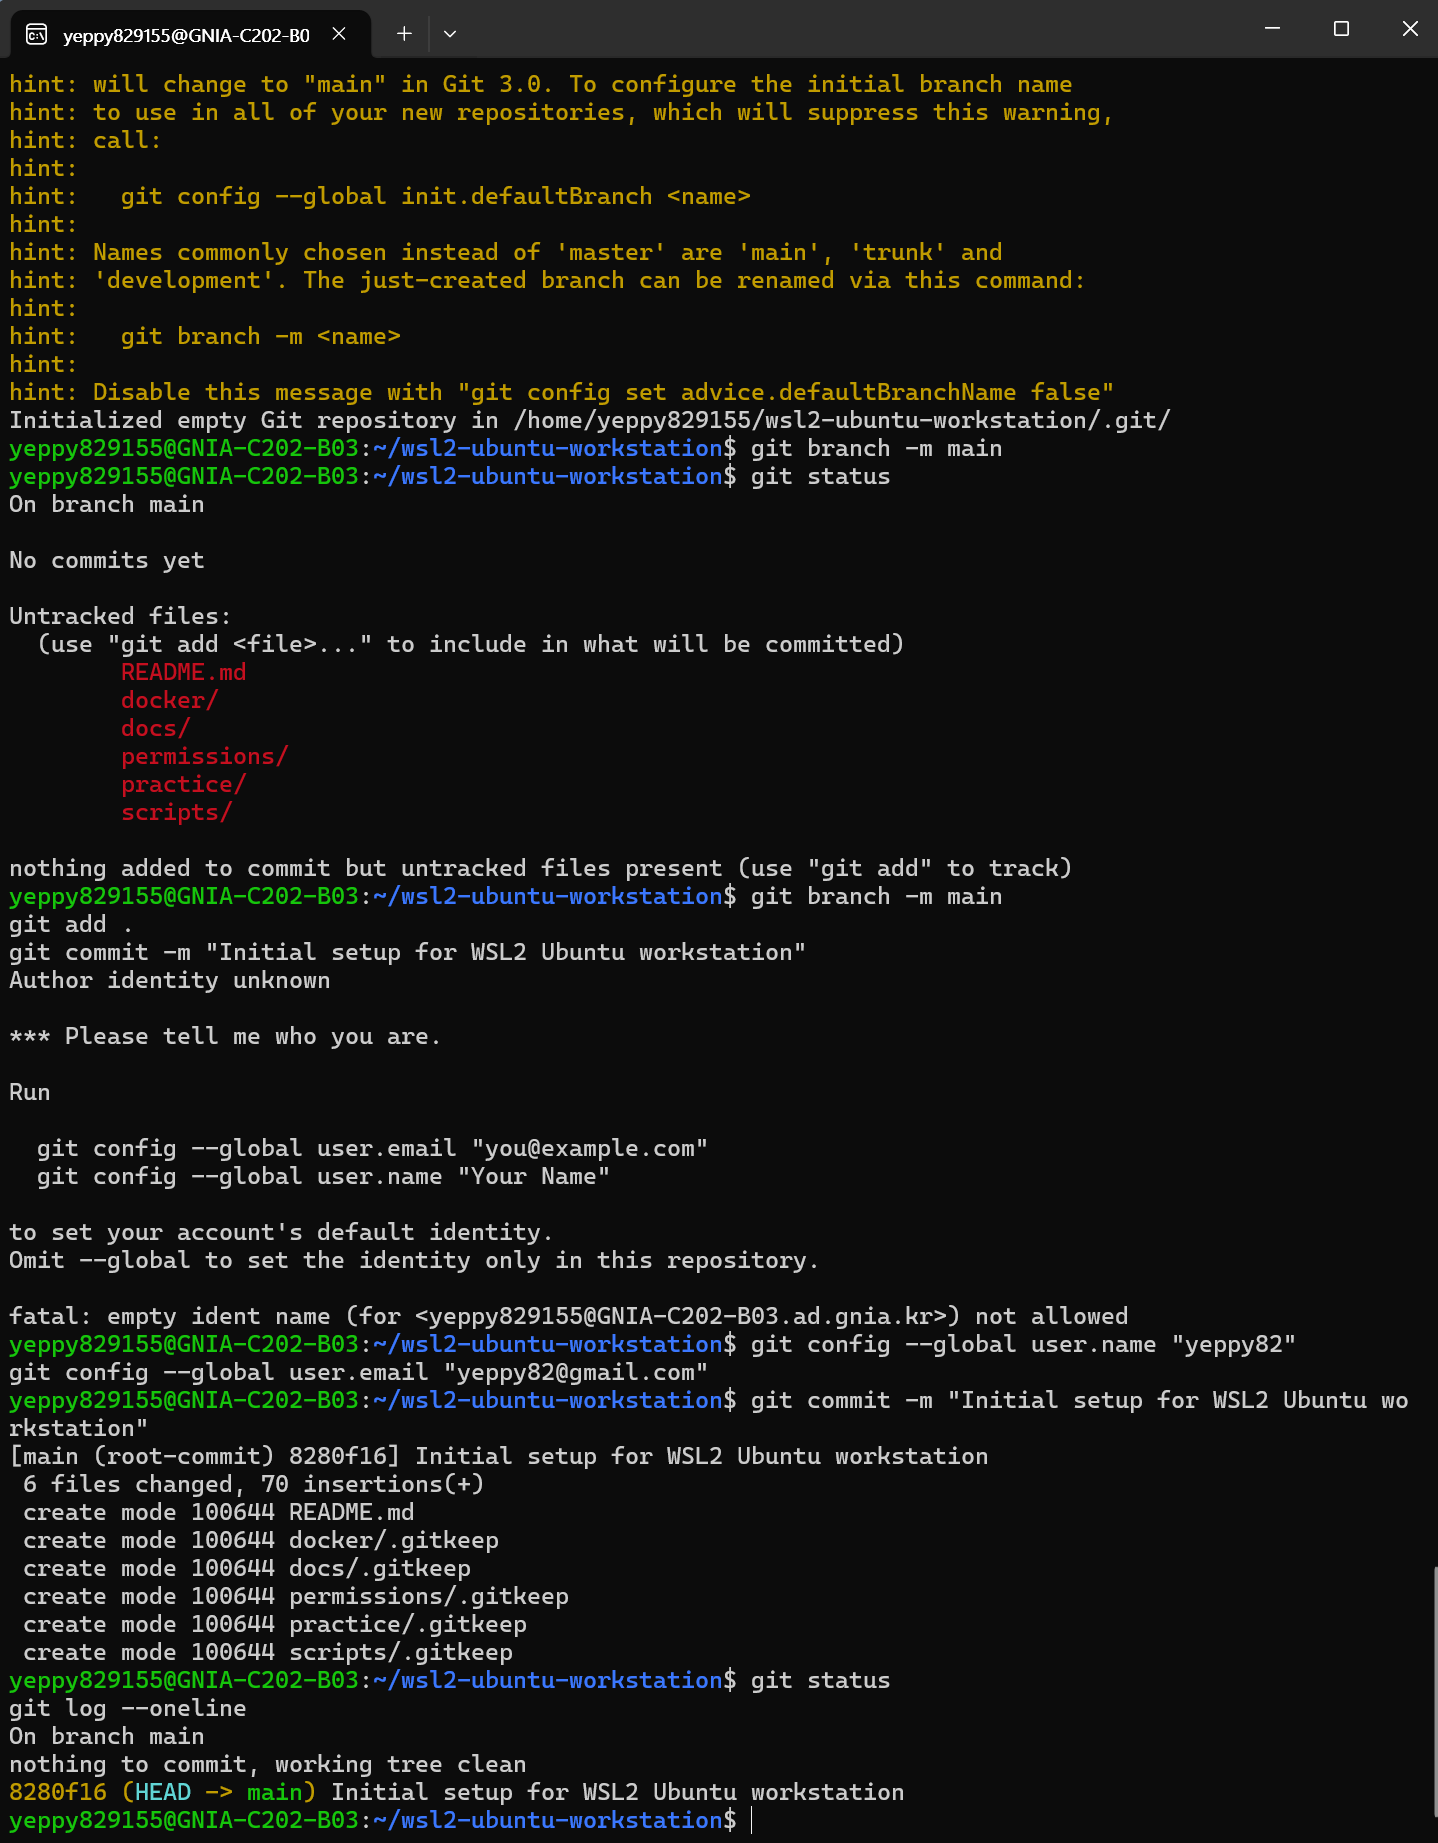 yeppy829155@GNIA-C202-B0
hint: will change to "main" in Git 3.0. To configure the initial branch name
hint: to use in all of your new repositories, which will suppress this warning,
hint: call:
hint:
hint:   git config --global init.defaultBranch <name>
hint:
hint: Names commonly chosen instead of 'master' are 'main', 'trunk' and
hint: 'development'. The just-created branch can be renamed via this command:
hint:
hint:   git branch -m <name>
hint:
hint: Disable this message with "git config set advice.defaultBranchName false"
Initialized empty Git repository in /home/yeppy829155/wsl2-ubuntu-workstation/.git/
yeppy829155@GNIA-C202-B03:~/wsl2-ubuntu-workstation$ git branch -m main
yeppy829155@GNIA-C202-B03:~/wsl2-ubuntu-workstation$ git status
On branch main

No commits yet

Untracked files:
  (use "git add <file>..." to include in what will be committed)
        README.md
        docker/
        docs/
        permissions/
        practice/
        scripts/

nothing added to commit but untracked files present (use "git add" to track)
yeppy829155@GNIA-C202-B03:~/wsl2-ubuntu-workstation$ git branch -m main
git add .
git commit -m "Initial setup for WSL2 Ubuntu workstation"
Author identity unknown

*** Please tell me who you are.

Run

  git config --global user.email "you@example.com"
  git config --global user.name "Your Name"

to set your account's default identity.
Omit --global to set the identity only in this repository.

fatal: empty ident name (for <yeppy829155@GNIA-C202-B03.ad.gnia.kr>) not allowed
yeppy829155@GNIA-C202-B03:~/wsl2-ubuntu-workstation$ git config --global user.name "yeppy82"
git config --global user.email "yeppy82@gmail.com"
yeppy829155@GNIA-C202-B03:~/wsl2-ubuntu-workstation$ git commit -m "Initial setup for WSL2 Ubuntu wo
rkstation"
[main (root-commit) 8280f16] Initial setup for WSL2 Ubuntu workstation
 6 files changed, 70 insertions(+)
 create mode 100644 README.md
 create mode 100644 docker/.gitkeep
 create mode 100644 docs/.gitkeep
 create mode 100644 permissions/.gitkeep
 create mode 100644 practice/.gitkeep
 create mode 100644 scripts/.gitkeep
yeppy829155@GNIA-C202-B03:~/wsl2-ubuntu-workstation$ git status
git log --oneline
On branch main
nothing to commit, working tree clean
8280f16 (HEAD -> main) Initial setup for WSL2 Ubuntu workstation
yeppy829155@GNIA-C202-B03:~/wsl2-ubuntu-workstation$